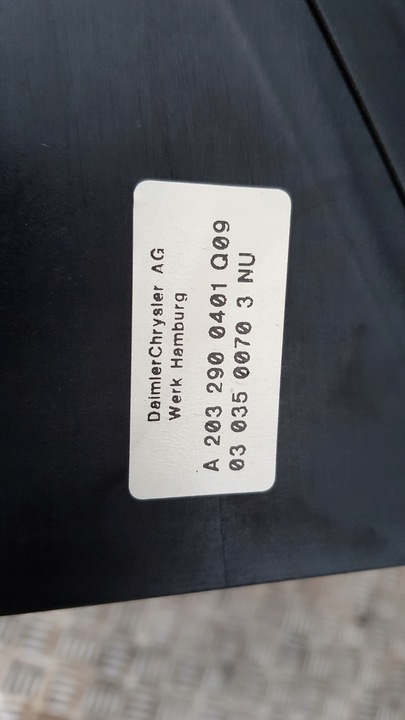 DaimlerChrysler AG
Werk Hamburg
A 203 290 0401 Q09
03 035 0070 3 NU